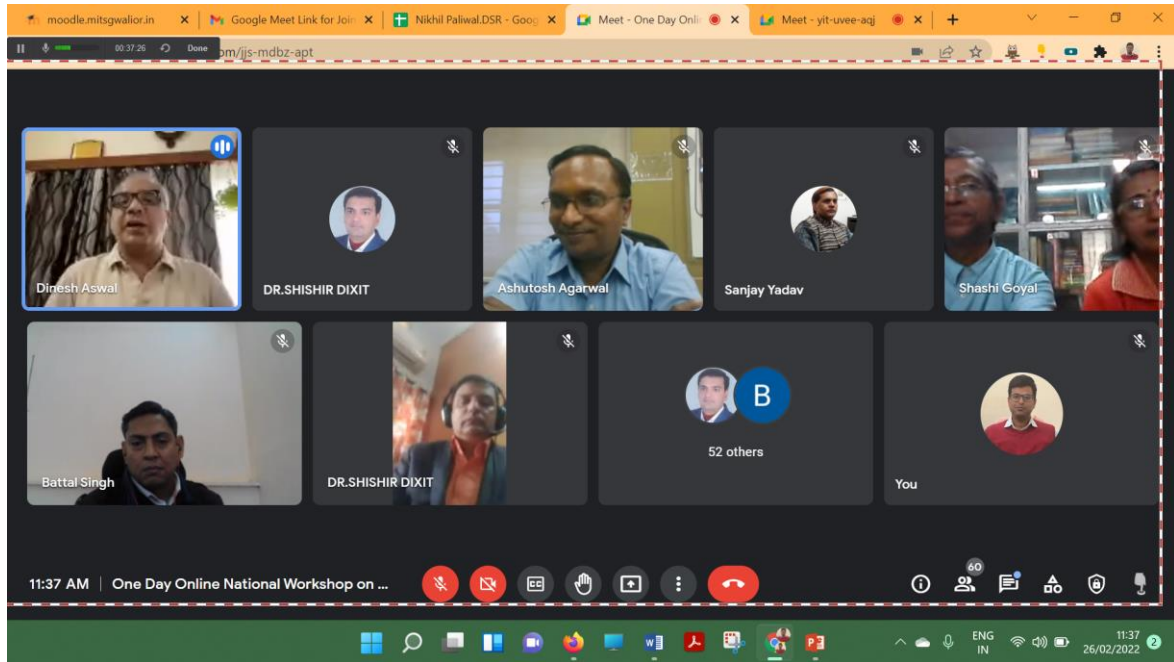 moodle.mitsgwalior.in
Google Meet Link for Join
Nikhil Paliwal.DSR - Goog
Meet - One Day Onli
Meet - yit-uvee-aqj
00:37:26 Done
om/jjs-mdbz-apt
Dinesh Aswal
DR.SHISHIR DIXIT
Ashutosh Agarwal
Sanjay Yadav
Shashi Goyal
Battal Singh
DR.SHISHIR DIXIT
B
52 others
You
11:37 AM | One Day Online National Workshop on ...
CC
60
ENG
IN
11:37
26/02/2022
2